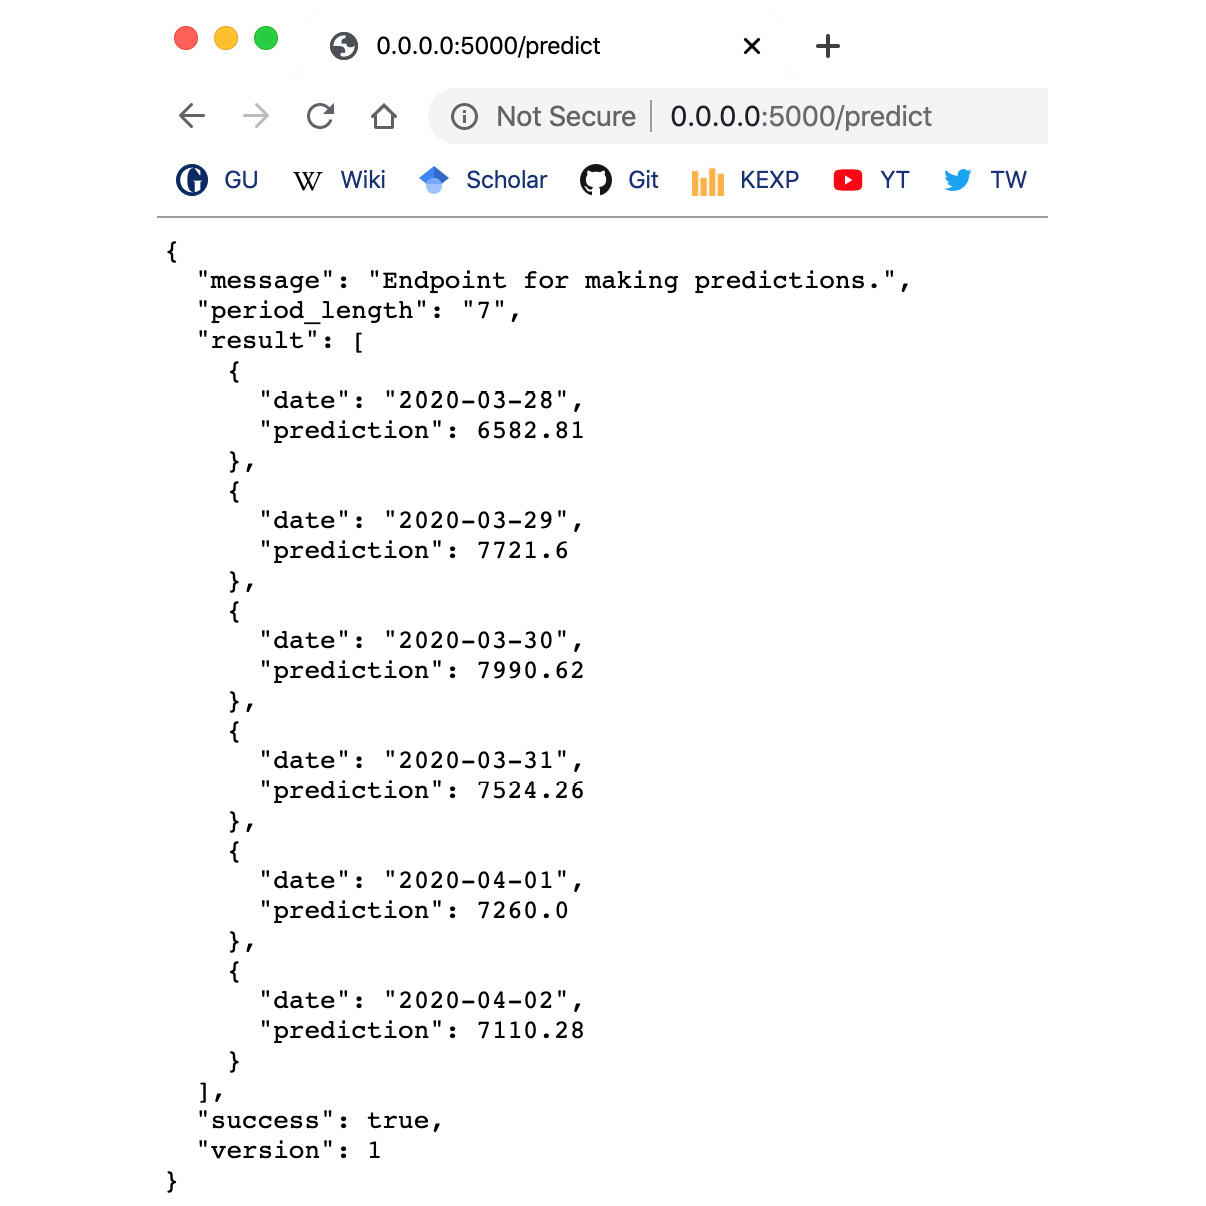 0.0.0.0:5000/predict
Not Secure | 0.0.0.0:5000/predict
GU W Wiki Scholar Git KEXP YT TW
{
  "message": "Endpoint for making predictions.",
  "period_length": "7",
  "result": [
    {
      "date": "2020-03-28",
      "prediction": 6582.81
    },
    {
      "date": "2020-03-29",
      "prediction": 7721.6
    },
    {
      "date": "2020-03-30",
      "prediction": 7990.62
    },
    {
      "date": "2020-03-31",
      "prediction": 7524.26
    },
    {
      "date": "2020-04-01",
      "prediction": 7260.0
    },
    {
      "date": "2020-04-02",
      "prediction": 7110.28
    }
  ],
  "success": true,
  "version": 1
}